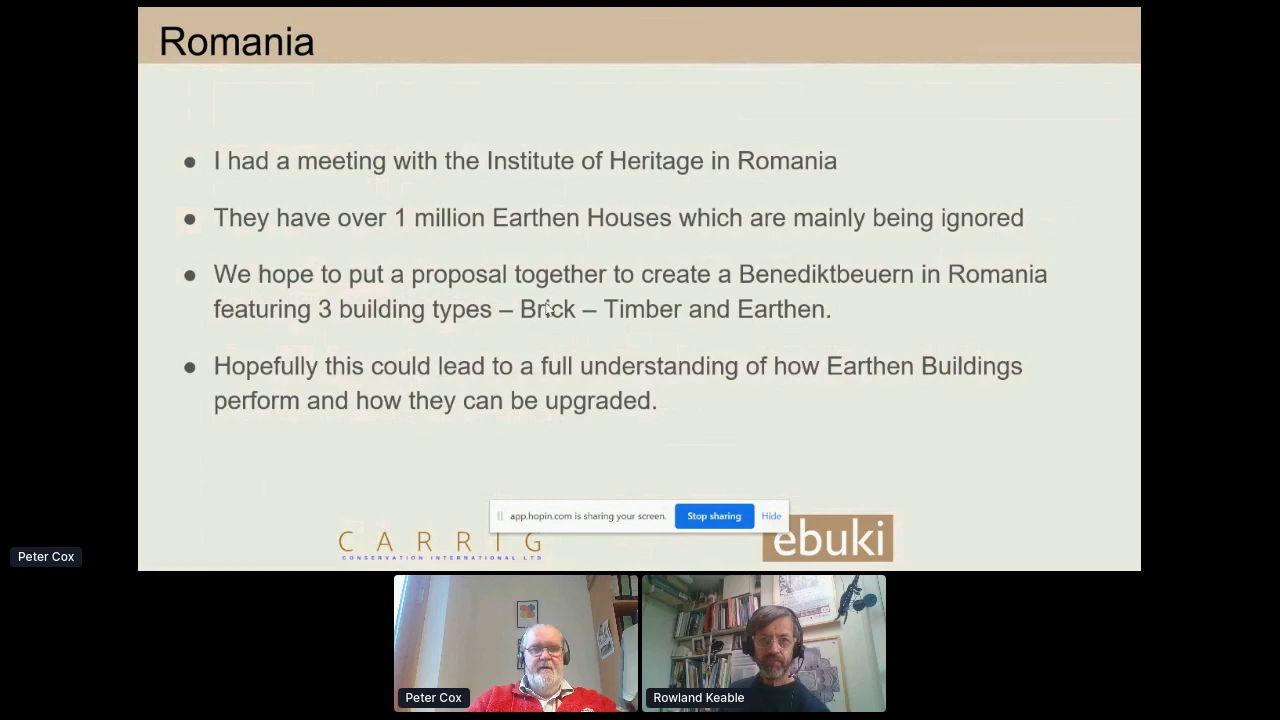 Romania
● I had a meeting with the Institute of Heritage in Romania
● They have over 1 million Earthen Houses which are mainly being ignored
● We hope to put a proposal together to create a Benediktbeuern in Romania
featuring 3 building types – Brick – Timber and Earthen.
● Hopefully this could lead to a full understanding of how Earthen Buildings
perform and how they can be upgraded.
app.hopin.com is sharing your screen. Stop sharing Hide
CARRIG
CONSERVATION INTERNATIONAL LTD
ebuki
Peter Cox
Peter Cox
Rowland Keable